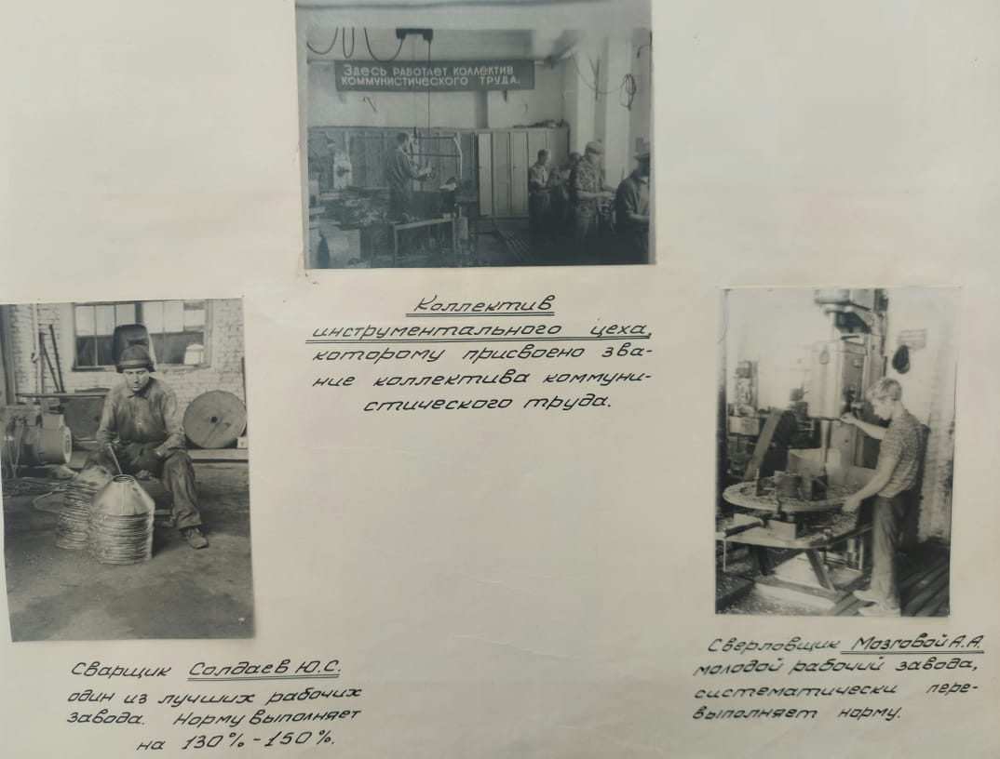 Здесь работает коллектив
коммунистического труда.
Коллектив
инструментального цеха,
которому присвоено зва-
ние коллектива коммуни-
стического труда.
Сварщик Солдаев Ю.С.
один из лучших рабочих
завода. Норму выполняет
на 130%-150%.
Сверловщик Мозговой А.А.
молодой рабочий завода,
систематически пере-
выполняет норму.